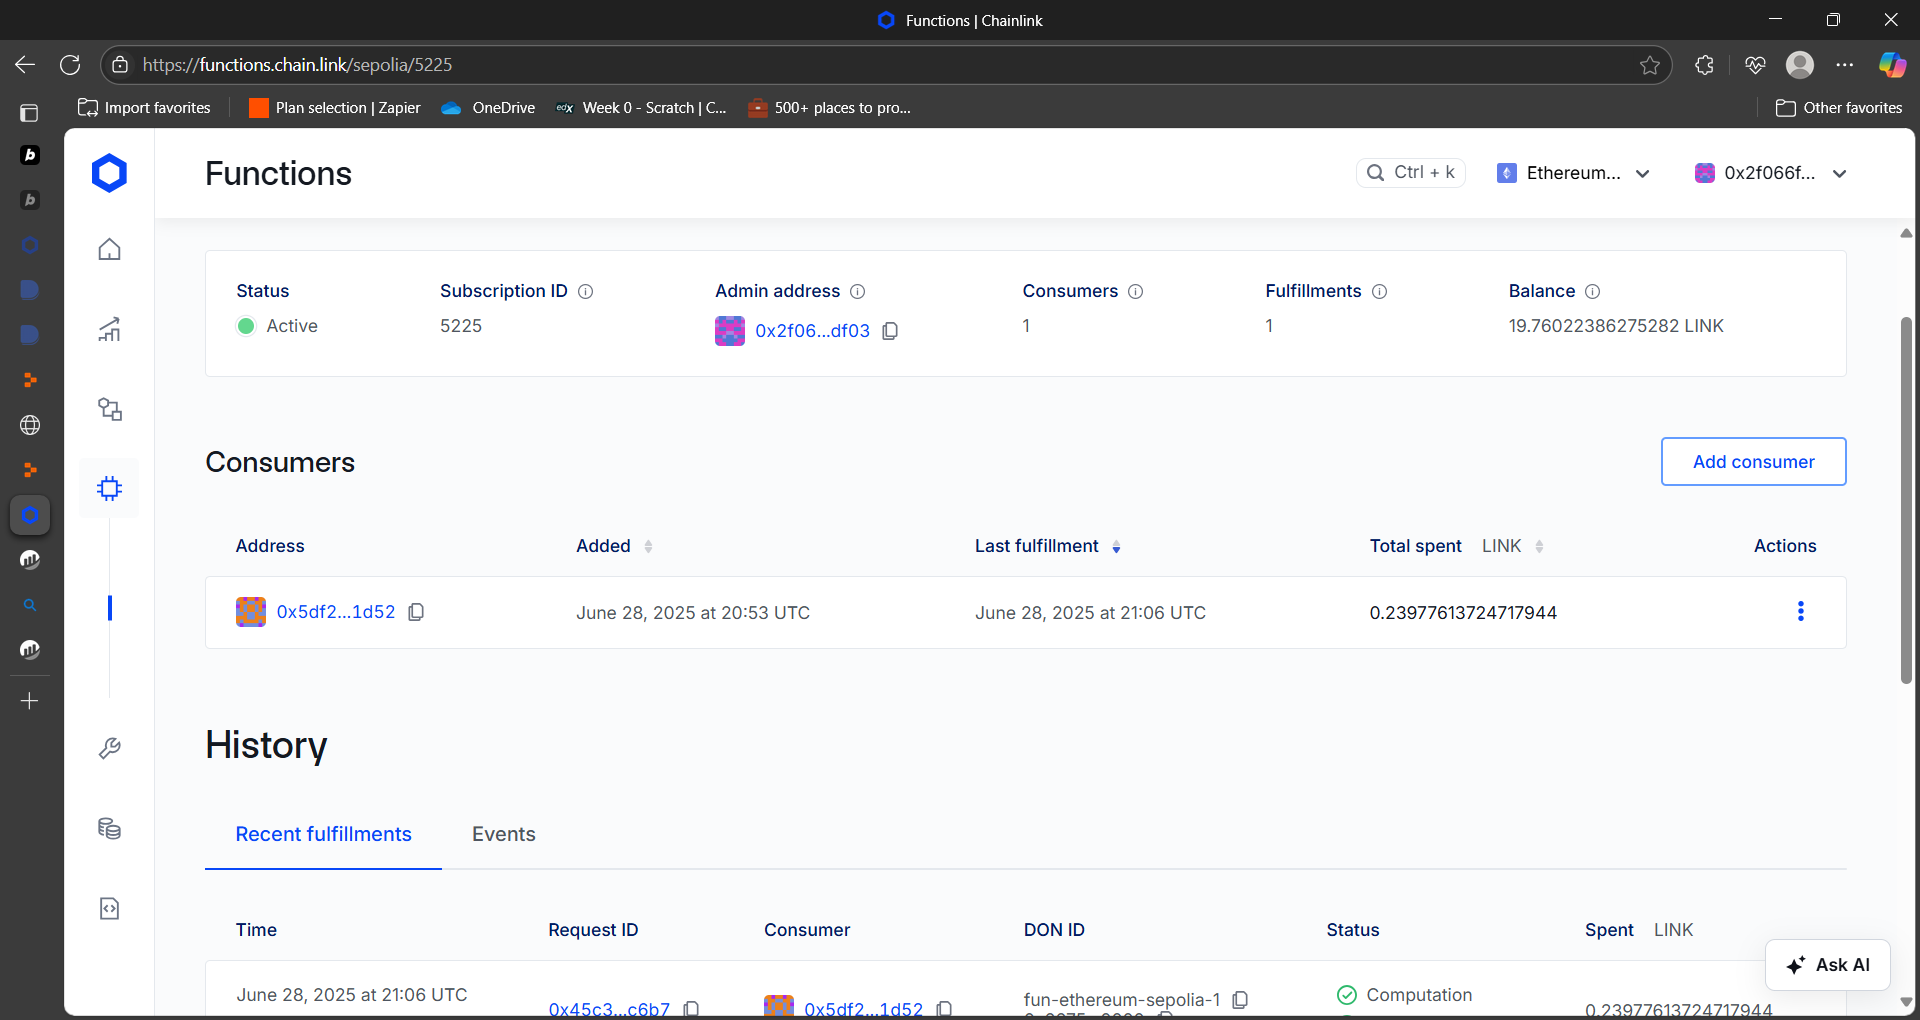 Functions | Chainlink
https://functions.chain.link/sepolia/5225
Import favorites
Plan selection | Zapier
OneDrive
edX
Week 0 - Scratch | C...
500+ places to pro...
Other favorites
b
b
Functions
Ctrl + k
Ethereum...
0x2f066f...
Status
Subscription ID
Admin address
Consumers
Fulfillments
Balance
Active
5225
0x2f06...df03
1
1
19.76022386275282 LINK
Consumers
Add consumer
Address
Added
Last fulfillment
Total spent LINK
Actions
0x5df2...1d52
June 28, 2025 at 20:53 UTC
June 28, 2025 at 21:06 UTC
0.23977613724717944
History
Recent fulfillments
Events
Time
Request ID
Consumer
DON ID
Status
Spent LINK
Ask AI
June 28, 2025 at 21:06 UTC
0x45c3...c6b7
0x5df2...1d52
fun-ethereum-sepolia-1
Computation
0.23977613724717944